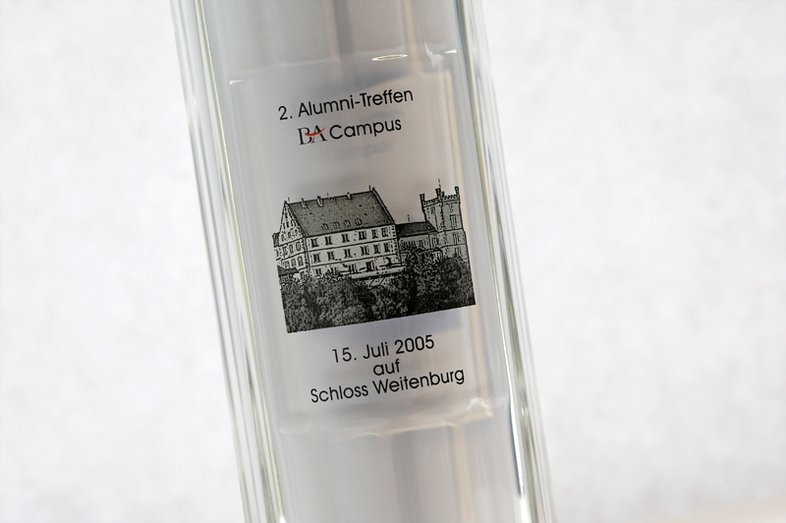 2. Alumni-Treffen
BA Campus
15. Juli 2005
auf
Schloss Weitenburg